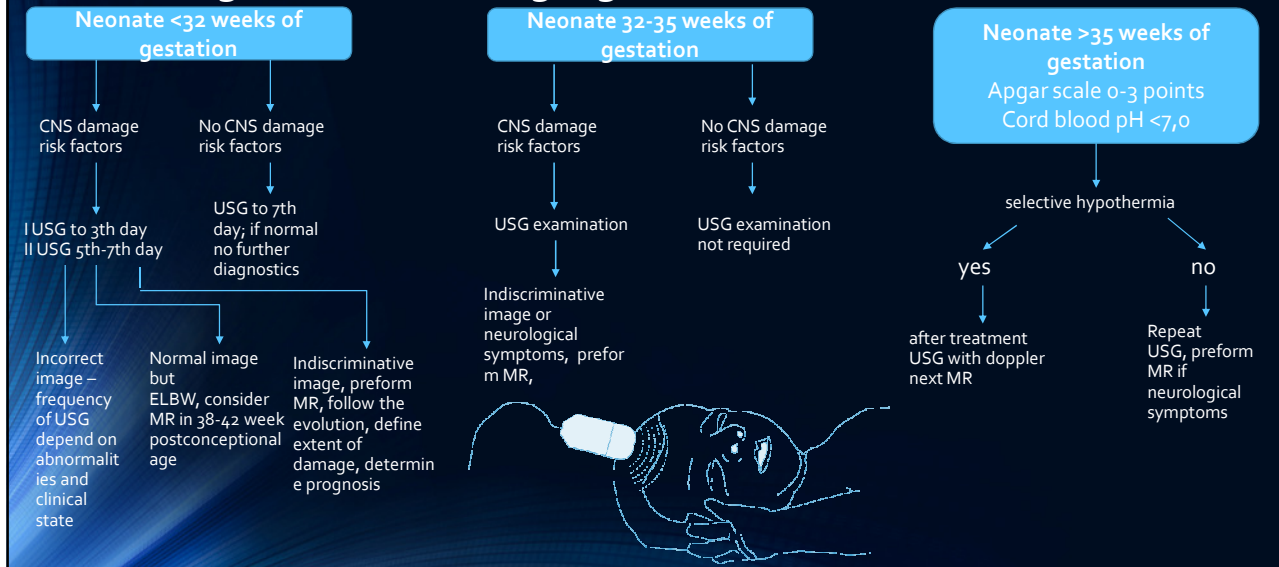 Neonate <32 weeks of
gestation
CNS damage
risk factors
No CNS damage
risk factors
I USG to 3th day
II USG 5th-7th day
USG to 7th
day; if normal
no further
diagnostics
Incorrect
image –
frequency
of USG
depend on
abnormalit
ies and
clinical
state
Normal image
but
ELBW, consider
MR in 38-42 week
postconceptional
age
Indiscriminative
image, preform
MR, follow the
evolution, define
extent of
damage, determin
e prognosis
Neonate 32-35 weeks of
gestation
CNS damage
risk factors
No CNS damage
risk factors
USG examination
USG examination
not required
Indiscriminative
image or
neurological
symptoms, prefor
m MR,
Neonate >35 weeks of
gestation
Apgar scale 0-3 points
Cord blood pH <7,0
selective hypothermia
yes
no
after treatment
USG with doppler
next MR
Repeat
USG, preform
MR if
neurological
symptoms